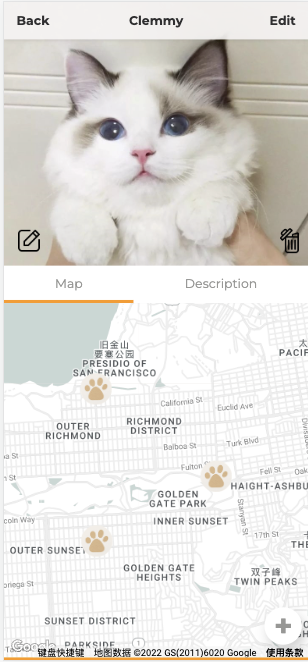 Back
Clemmy
Edit
Map
Description
旧金山
要塞公园
PRESIDIO OF
SAN FRANCISCO
PACIF
California St
Euclid Ave
OUTER
RICHMOND
RICHMOND
DISTRICT
Turk Blvd
Balboa St
Fulton
Fell St
Oak
HAIGHT-ASHBU
GOLDEN
GATE PARK
Stanyan St
INNER SUNSET
coln Way
17th St
THE
OUTER SUNSET
GOLDEN GATE
HEIGHTS
双子峰
TWIN PEAKS
oriega St
SUNSET DISTRICT
PARKSIDE
1
Google
键盘快捷键
地图数据 ©2022 GS(2011)6020 Google
使用条款